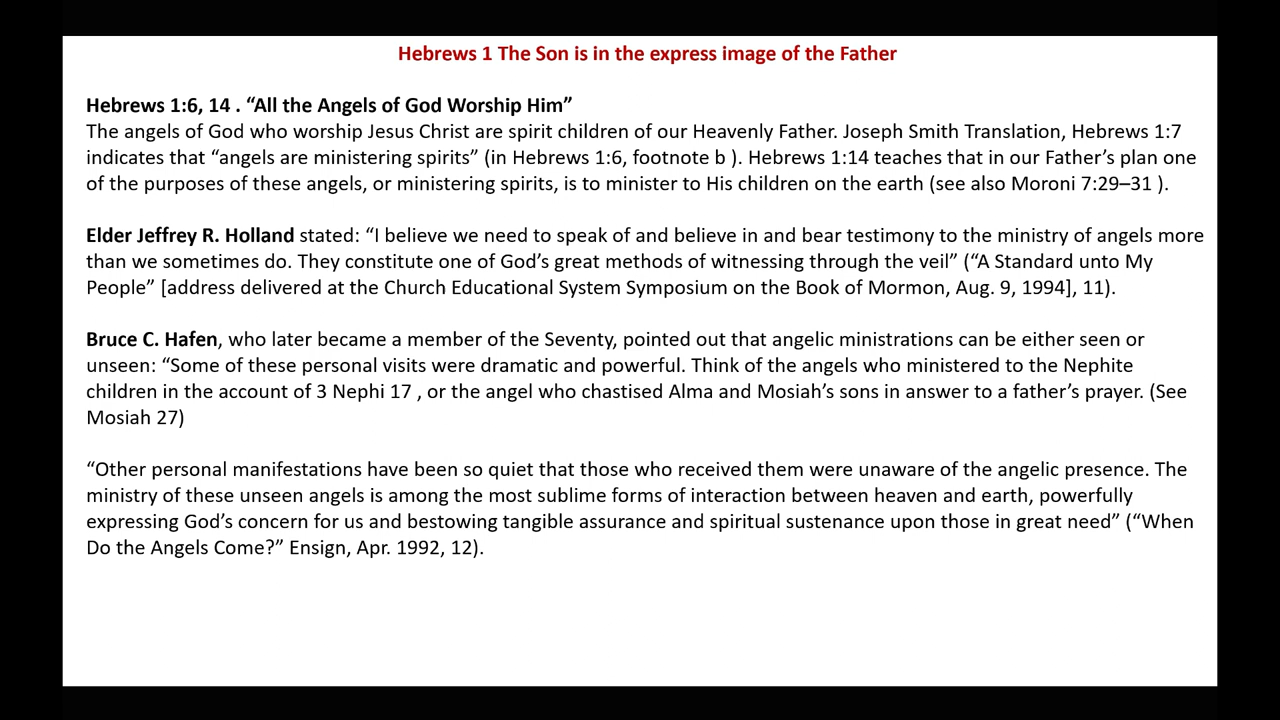 Hebrews 1 The Son is in the express image of the Father
Hebrews 1:6, 14 . “All the Angels of God Worship Him”
The angels of God who worship Jesus Christ are spirit children of our Heavenly Father. Joseph Smith Translation, Hebrews 1:7
indicates that “angels are ministering spirits” (in Hebrews 1:6, footnote b ). Hebrews 1:14 teaches that in our Father’s plan one
of the purposes of these angels, or ministering spirits, is to minister to His children on the earth (see also Moroni 7:29–31 ).
Elder Jeffrey R. Holland stated: “I believe we need to speak of and believe in and bear testimony to the ministry of angels more
than we sometimes do. They constitute one of God’s great methods of witnessing through the veil” (“A Standard unto My
People” [address delivered at the Church Educational System Symposium on the Book of Mormon, Aug. 9, 1994], 11).
Bruce C. Hafen, who later became a member of the Seventy, pointed out that angelic ministrations can be either seen or
unseen: “Some of these personal visits were dramatic and powerful. Think of the angels who ministered to the Nephite
children in the account of 3 Nephi 17 , or the angel who chastised Alma and Mosiah’s sons in answer to a father’s prayer. (See
Mosiah 27)
“Other personal manifestations have been so quiet that those who received them were unaware of the angelic presence. The
ministry of these unseen angels is among the most sublime forms of interaction between heaven and earth, powerfully
expressing God’s concern for us and bestowing tangible assurance and spiritual sustenance upon those in great need” (“When
Do the Angels Come?” Ensign, Apr. 1992, 12).